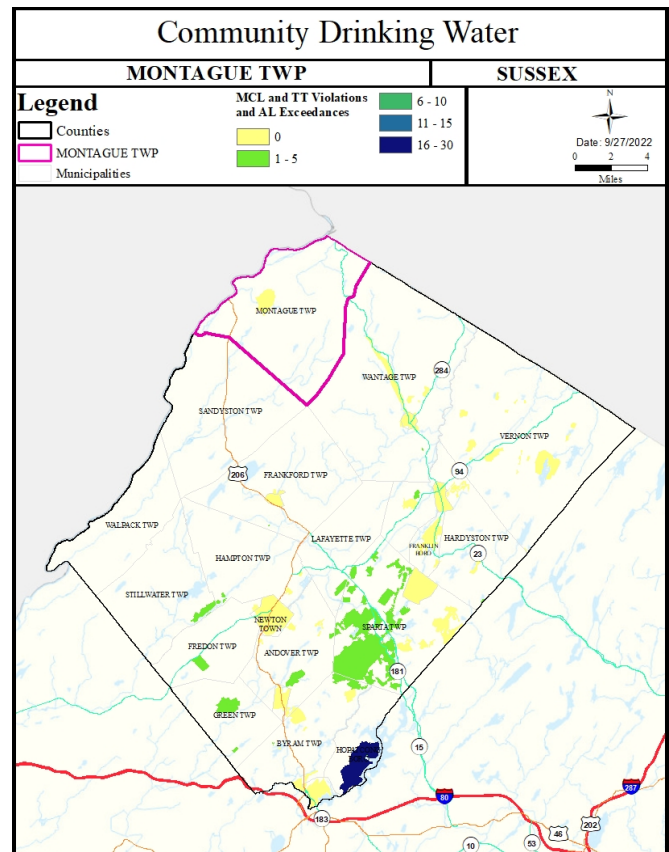 Community Drinking Water
MONTAGUE TWP
SUSSEX
Legend
Counties
MONTAGUE TWP
Municipalities
MCL and TT Violations
and AL Exceedances
0
1 - 5
6 - 10
11 - 15
16 - 30
N
Date: 9/27/2022
0 2 4
Miles
MONTAGUE TWP
WANTAGE TWP
284
SANDYSTON TWP
VERNON TWP
94
206
FRANKFORD TWP
WALPACK TWP
LAFAYETTE TWP
HARDYSTON TWP
FRANKLIN
BORO
23
HAMPTON TWP
STILLWATER TWP
NEWTON
TOWN
SPARTA TWP
FREDON TWP
ANDOVER TWP
181
GREEN TWP
BYRAM TWP
15
80
287
183
202
46
10
53